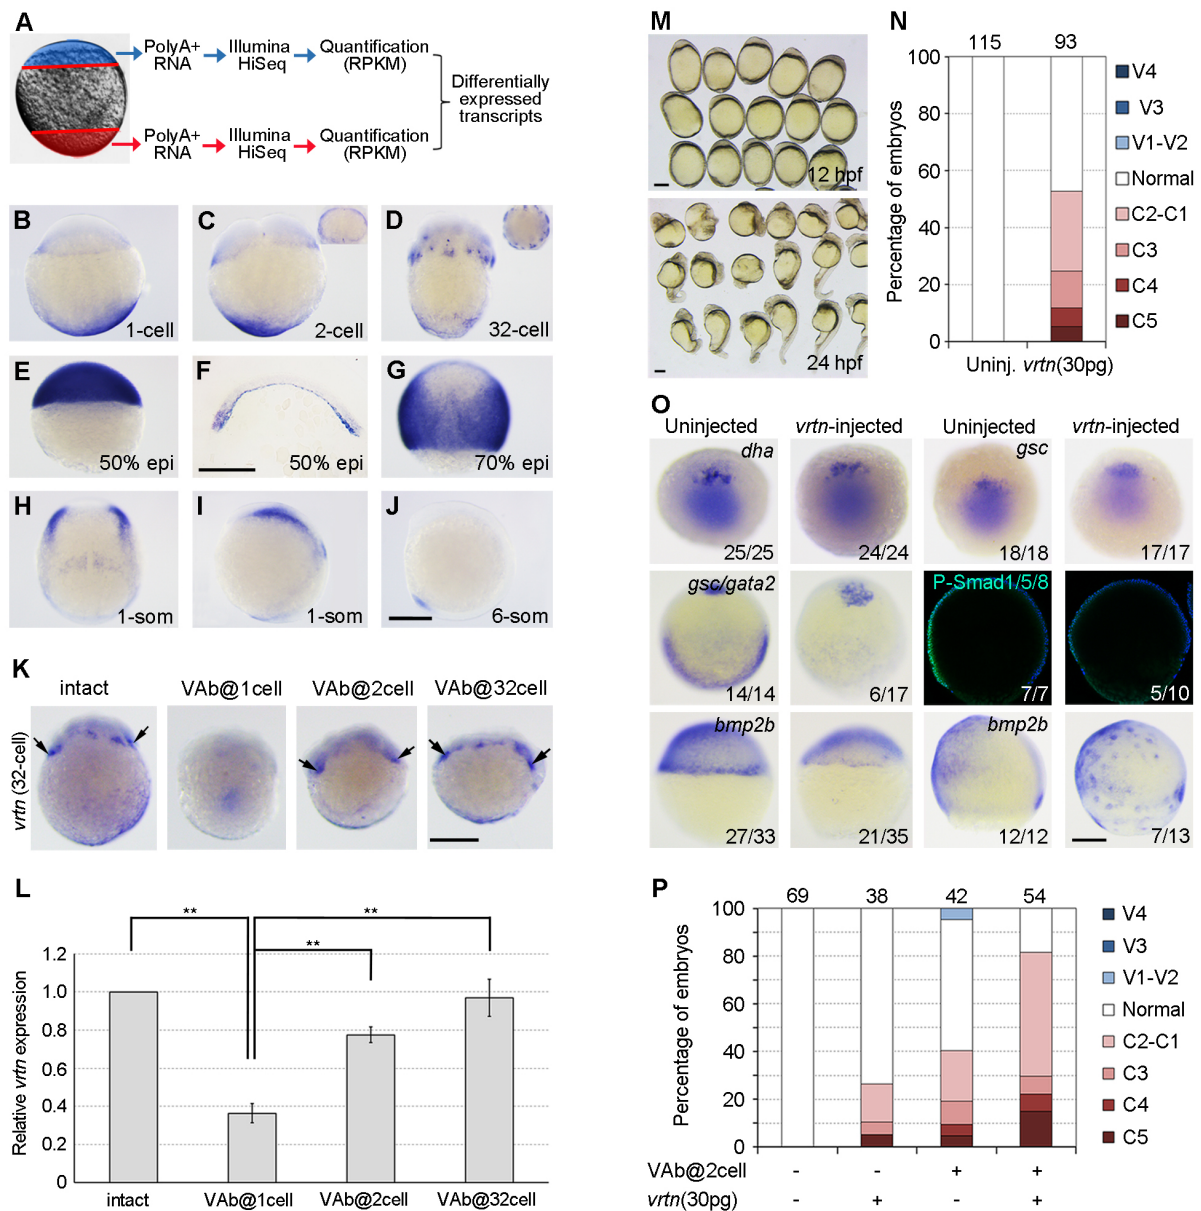 A
PolyA+
RNA
Illumina
HiSeq
Quantification
(RPKM)
Differentially
expressed
transcripts
PolyA+
RNA
Illumina
HiSeq
Quantification
(RPKM)
B
1-cell
C
2-cell
D
32-cell
E
50% epi
F
50% epi
G
70% epi
H
1-som
I
1-som
J
6-som
K
intact
VAb@1cell
VAb@2cell
VAb@32cell
vrtn (32-cell)
L
**
**
**
Relative vrtn expression
1.2
1.0
0.8
0.6
0.4
0.2
0
intact
VAb@1cell
VAb@2cell
VAb@32cell
M
12 hpf
24 hpf
N
115
93
Percentage of embryos
100
80
60
40
20
0
Uninj.
vrtn(30pg)
V4
V3
V1-V2
Normal
C2-C1
C3
C4
C5
O
Uninjected
vrtn-injected
Uninjected
vrtn-injected
dha
gsc
25/25
24/24
18/18
17/17
gsc/gata2
P-Smad1/5/8
14/14
6/17
7/7
5/10
bmp2b
bmp2b
27/33
21/35
12/12
7/13
P
69
38
42
54
Percentage of embryos
100
80
60
40
20
0
V4
V3
V1-V2
Normal
C2-C1
C3
C4
C5
VAb@2cell - - + +
vrtn(30pg) - + - +